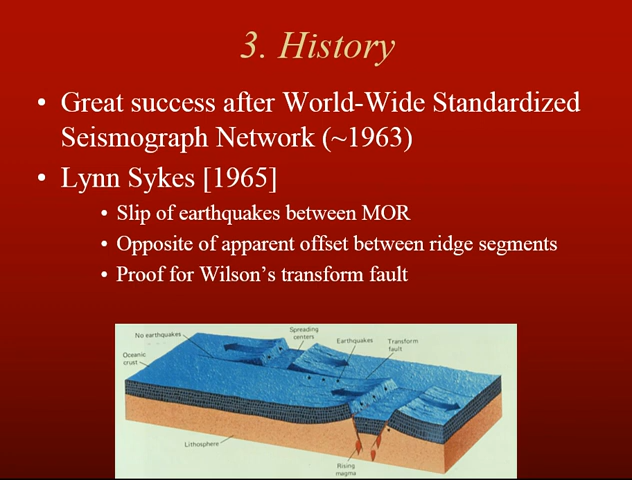 3. History
• Great success after World-Wide Standardized
Seismograph Network (~1963)
• Lynn Sykes [1965]
• Slip of earthquakes between MOR
• Opposite of apparent offset between ridge segments
• Proof for Wilson's transform fault
No earthquakes
Spreading
centers
Earthquakes
Transform
fault
Oceanic
crust
Lithosphere
Rising
magma